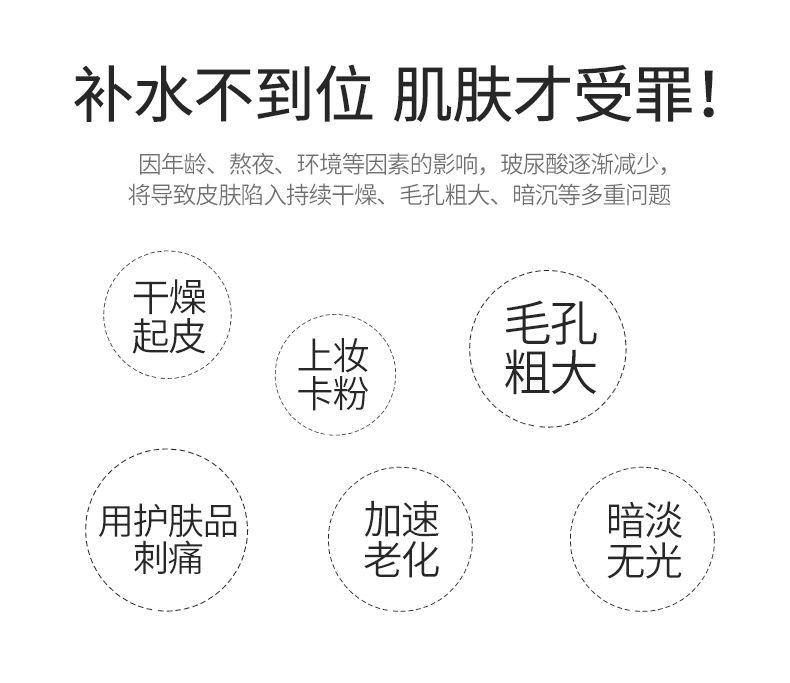 补水不到位 肌肤才受罪！
因年龄、熬夜、环境等因素的影响，玻尿酸逐渐减少，
将导致皮肤陷入持续干燥、毛孔粗大、暗沉等多重问题
干燥
起皮
上妆
卡粉
毛孔
粗大
用护肤品
刺痛
加速
老化
暗淡
无光